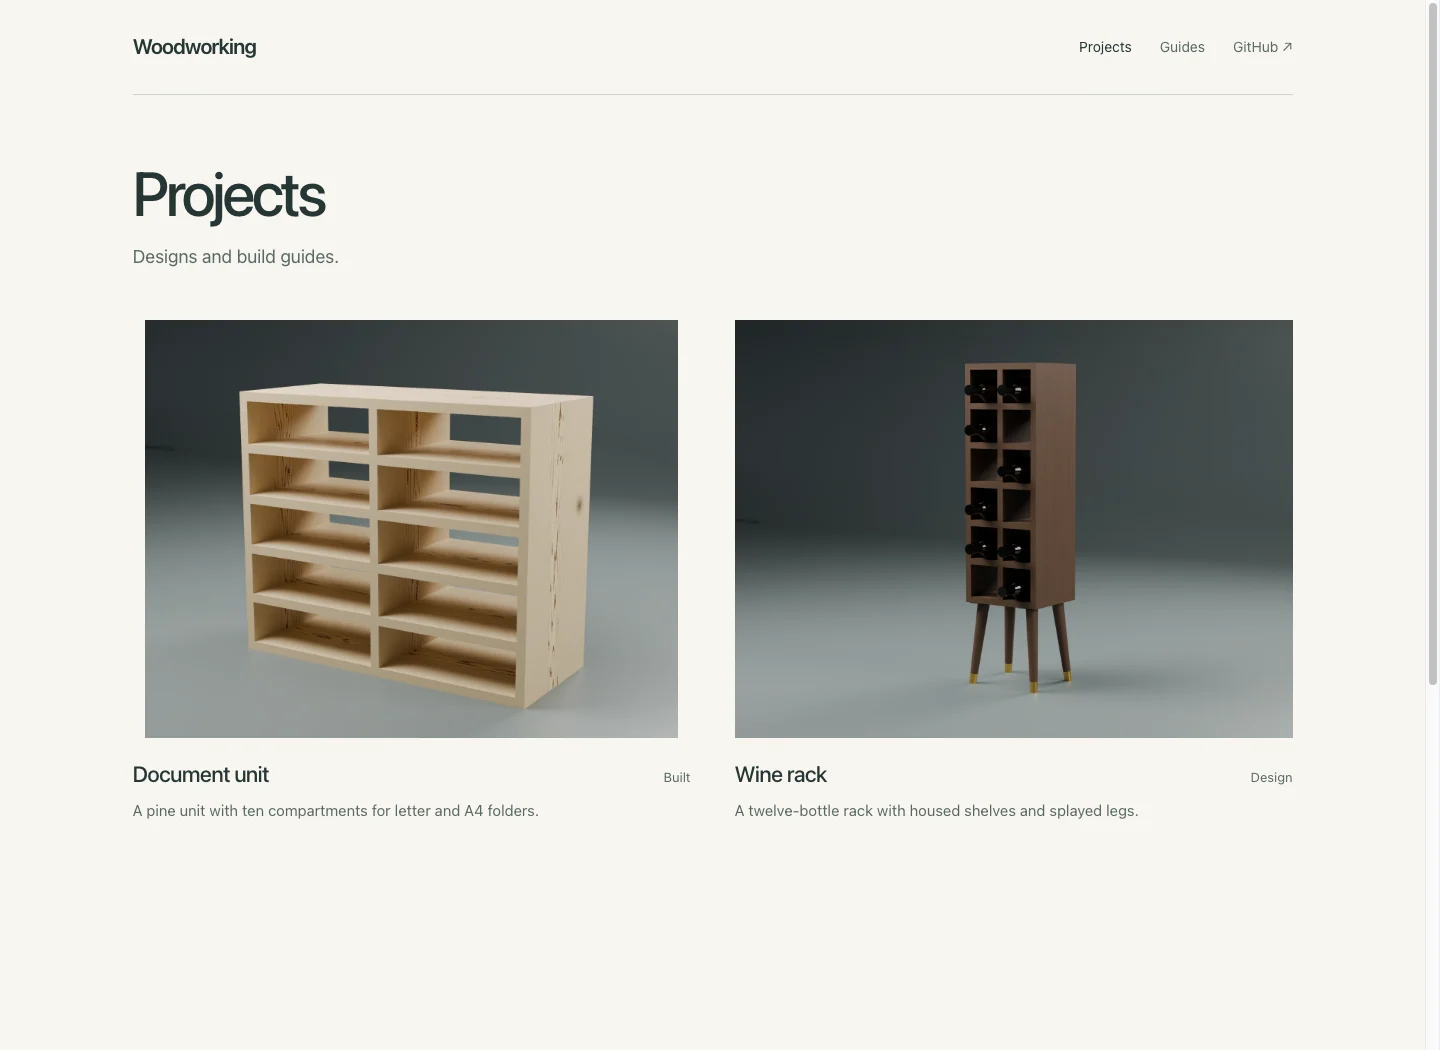 Woodworking
Projects Guides GitHub ↗
Projects
Designs and build guides.
Document unit
Built
A pine unit with ten compartments for letter and A4 folders.
Wine rack
Design
A twelve-bottle rack with housed shelves and splayed legs.